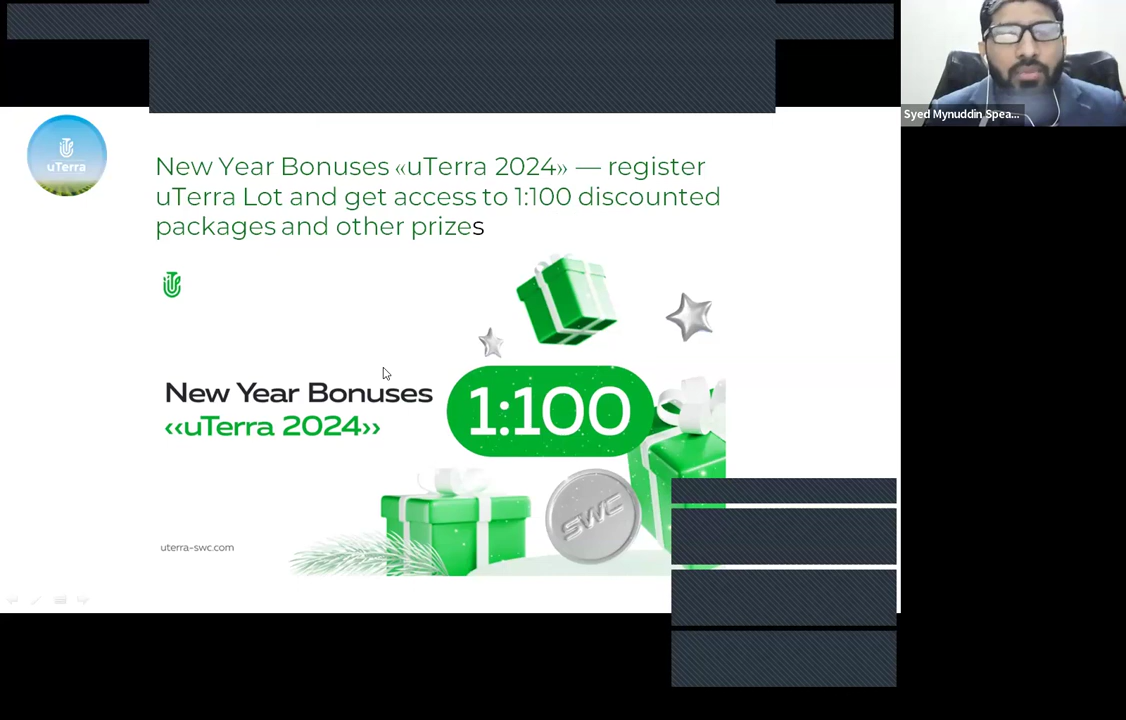 Syed Mynuddin Spea...
uTerra
New Year Bonuses «uTerra 2024» — register
uTerra Lot and get access to 1:100 discounted
packages and other prizes
New Year Bonuses
‹‹uTerra 2024››
1:100
SWC
uterra-swc.com